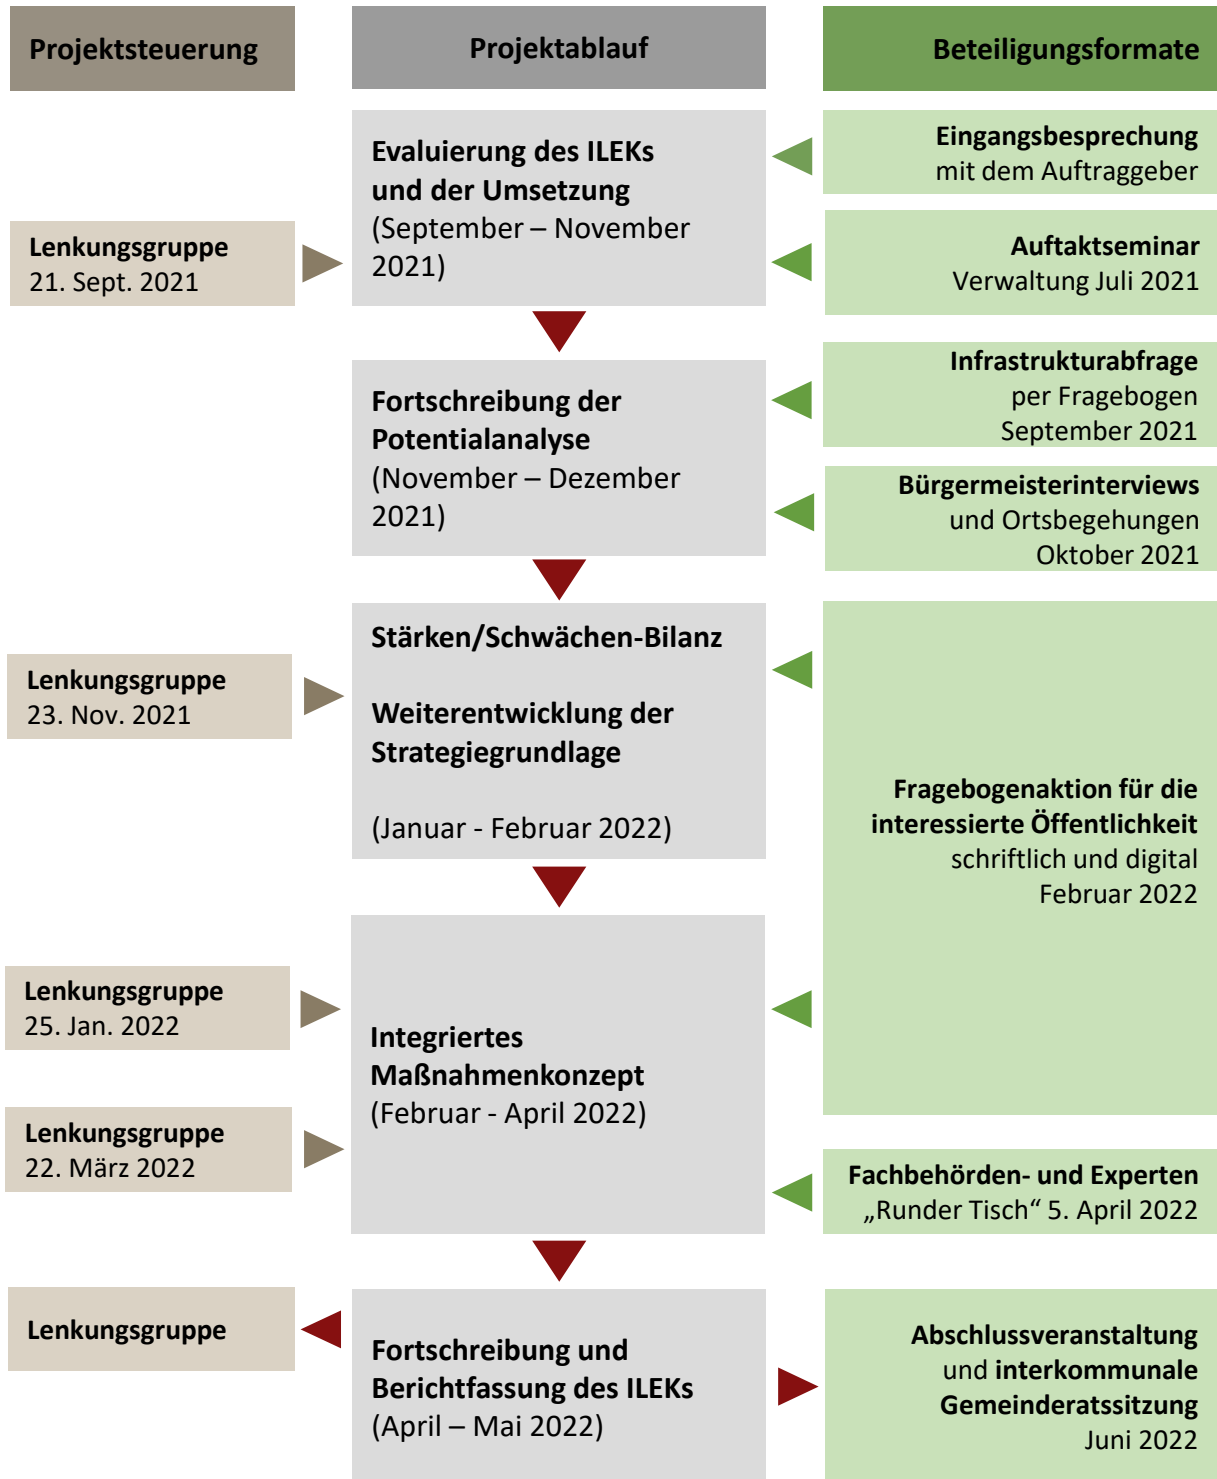 Projektsteuerung
Projektablauf
Beteiligungsformate
Evaluierung des ILEKs
und der Umsetzung
(September – November
2021)
Eingangsbesprechung
mit dem Auftraggeber
Lenkungsgruppe
21. Sept. 2021
Auftaktseminar
Verwaltung Juli 2021
Fortschreibung der
Potentialanalyse
(November – Dezember
2021)
Infrastrukturabfrage
per Fragebogen
September 2021
Bürgermeisterinterviews
und Ortsbegehungen
Oktober 2021
Stärken/Schwächen-Bilanz
Weiterentwicklung der
Strategiegrundlage
(Januar - Februar 2022)
Lenkungsgruppe
23. Nov. 2021
Fragebogenaktion für die
interessierte Öffentlichkeit
schriftlich und digital
Februar 2022
Lenkungsgruppe
25. Jan. 2022
Integriertes
Maßnahmenkonzept
(Februar - April 2022)
Lenkungsgruppe
22. März 2022
Fachbehörden- und Experten
„Runder Tisch“ 5. April 2022
Lenkungsgruppe
Fortschreibung und
Berichtfassung des ILEKs
(April – Mai 2022)
Abschlussveranstaltung
und interkommunale
Gemeinderatssitzung
Juni 2022